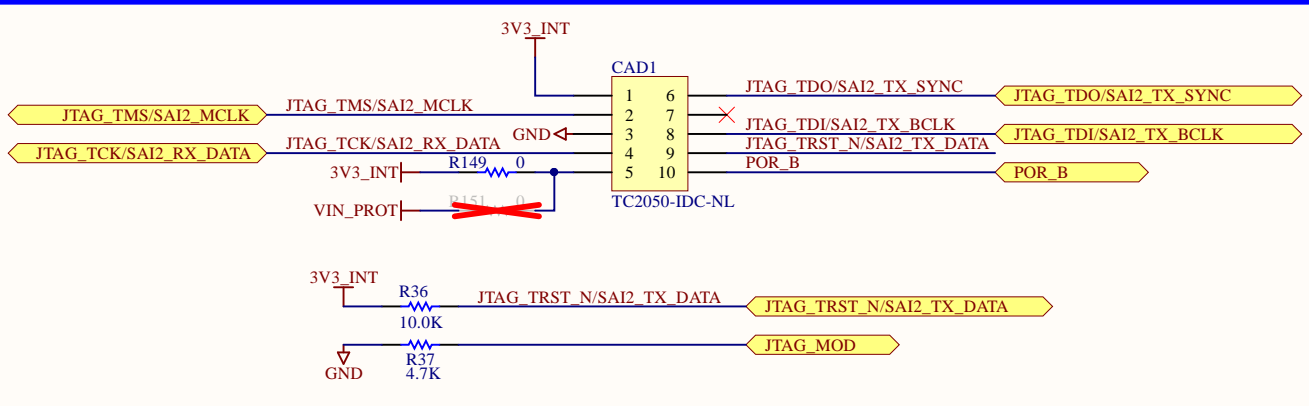 3V3_INT
CAD1
JTAG_TMS/SAI2_MCLK
JTAG_TMS/SAI2_MCLK
JTAG_TCK/SAI2_RX_DATA
JTAG_TCK/SAI2_RX_DATA
GND
3V3_INT
R149 0
VIN_PROT
R151 0
1 6
2 7
3 8
4 9
5 10
TC2050-IDC-NL
JTAG_TDO/SAI2_TX_SYNC
JTAG_TDO/SAI2_TX_SYNC
JTAG_TDI/SAI2_TX_BCLK
JTAG_TDI/SAI2_TX_BCLK
JTAG_TRST_N/SAI2_TX_DATA
POR_B
POR_B
3V3_INT
R36
10.0K
JTAG_TRST_N/SAI2_TX_DATA
JTAG_TRST_N/SAI2_TX_DATA
GND
R37
4.7K
JTAG_MOD